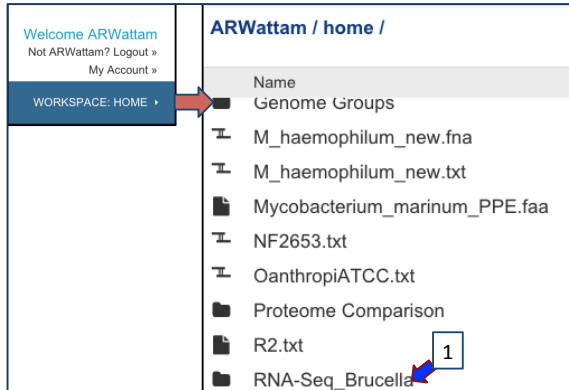 Welcome ARWattam
Not ARWattam? Logout »
My Account »
WORKSPACE: HOME
ARWattam / home /
Name
Genome Groups
M_haemophilum_new.fna
M_haemophilum_new.txt
Mycobacterium_marinum_PPE.faa
NF2653.txt
OanthropiATCC.txt
Proteome Comparison
R2.txt
1
RNA-Seq_Brucella